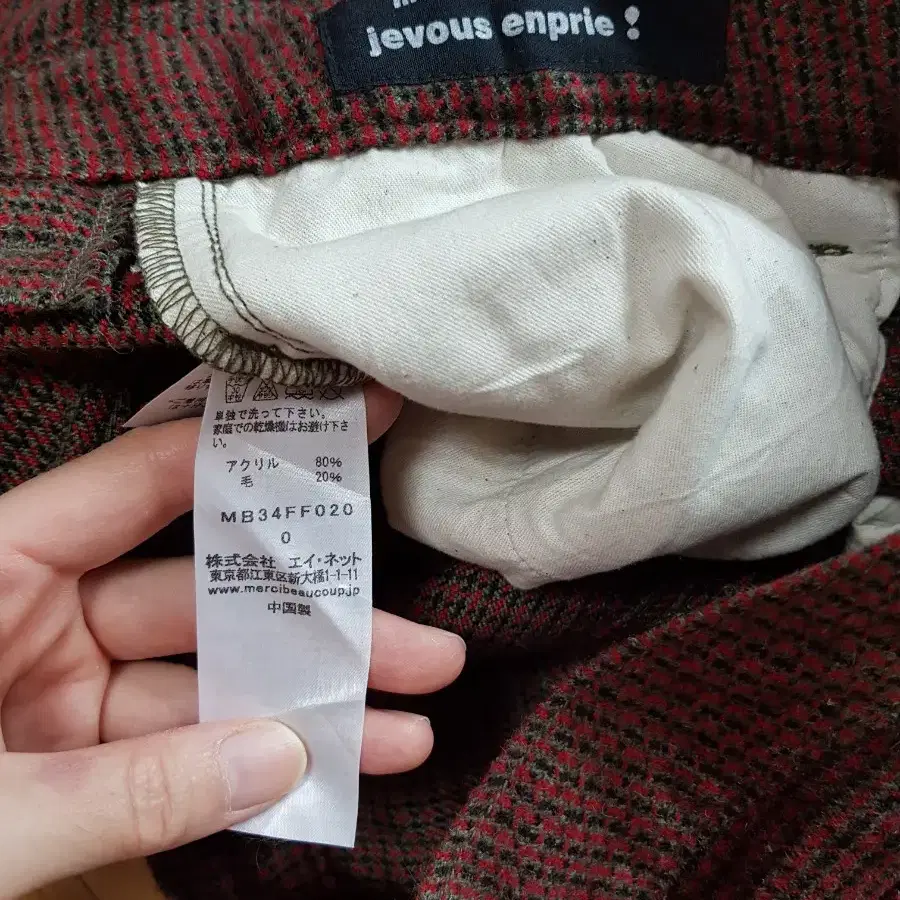 jevous enprie !
単独で洗って下さい。
家庭での乾燥機はお避け下さ
い。
アクリル 80%
毛 20%
MB34FF020
0
株式会社 エイ・ネット
東京都江東区新大橋1-1-11
www.mercibeaucoup.jp
中国製